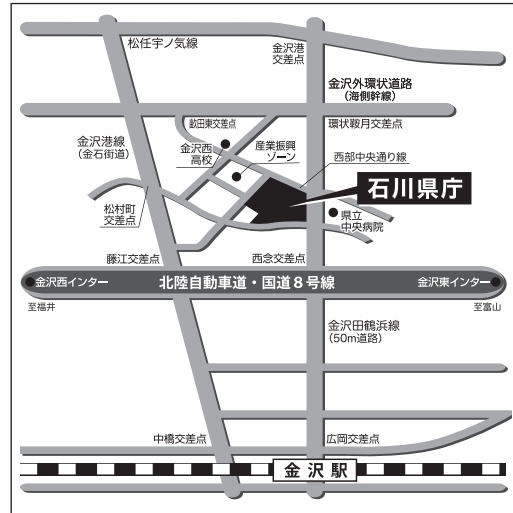 松任宇ノ気線
金沢港
交差点
金沢外環状道路
(海側幹線)
畝田東交差点
環状鞍月交差点
金沢港線
(金石街道)
金沢西
高校
産業振興
ゾーン
西部中央通り線
石川県庁
県立
中央病院
松村町
交差点
藤江交差点
西念交差点
金沢西インター
北陸自動車道・国道8号線
金沢東インター
至福井
至富山
金沢田鶴浜線
(50m道路)
中橋交差点
広岡交差点
金沢駅